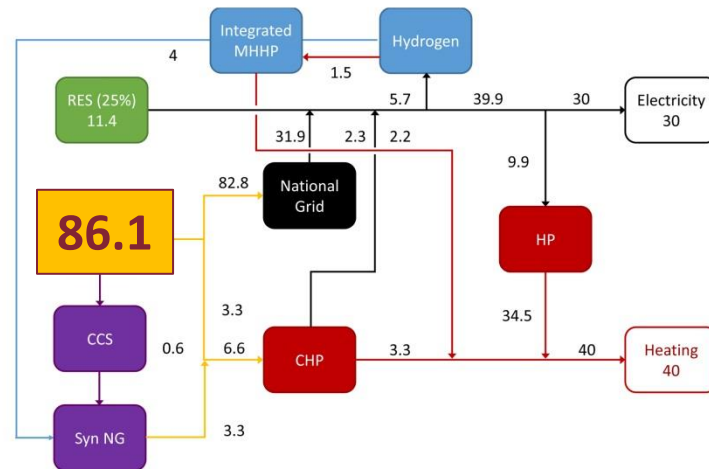 Integrated
MHHP
Hydrogen
4
1.5
RES (25%)
11.4
5.7
39.9
30
Electricity
30
31.9
2.3
2.2
9.9
82.8
National
Grid
86.1
HP
3.3
34.5
CCS
0.6
6.6
CHP
3.3
40
Heating
40
Syn NG
3.3